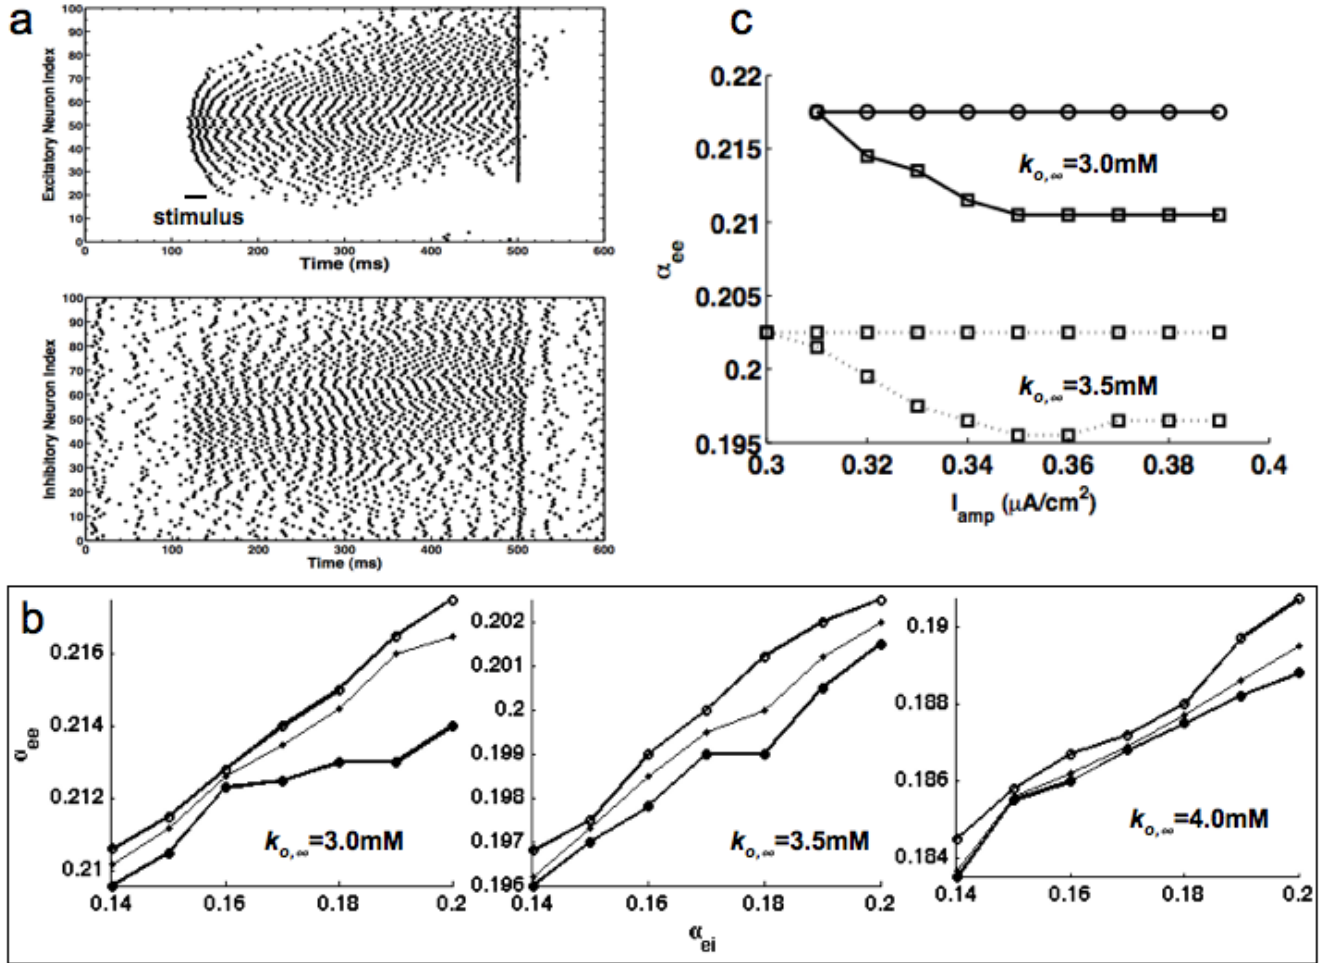 a
Excitatory Neuron Index
100
90
80
70
60
50
40
30
20
10
0
stimulus
0 100 200 300 400 500 600
Time (ms)
Inhibitory Neuron Index
100
90
80
70
60
50
40
30
20
10
0
0 100 200 300 400 500 600
Time (ms)
c
α_ee
0.22
0.215
0.21
0.205
0.2
0.195
k_o,∞=3.0mM
k_o,∞=3.5mM
0.3 0.32 0.34 0.36 0.38 0.4
I_amp (μA/cm²)
b
α_ee
0.216
0.214
0.212
0.21
k_o,∞=3.0mM
0.14 0.16 0.18 0.2
0.202
0.201
0.2
0.199
0.198
0.197
0.196
k_o,∞=3.5mM
0.14 0.16 0.18 0.2
0.19
0.188
0.186
0.184
k_o,∞=4.0mM
0.14 0.16 0.18 0.2
α_ei